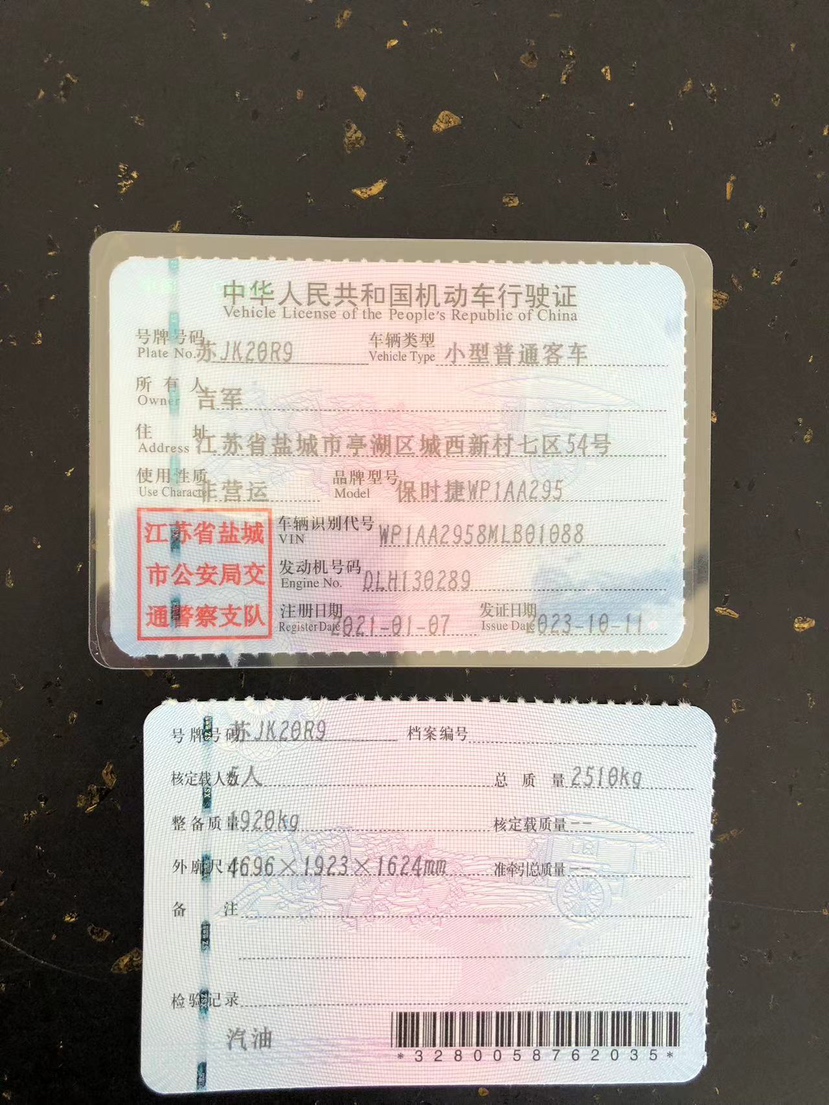 中华人民共和国机动车行驶证
Vehicle License of the People's Republic of China
号牌号码 Plate No. 苏JK20R9 车辆类型 Vehicle Type 小型普通客车
所有人 Owner 吉军
住址 Address 江苏省盐城市亭湖区城西新村七区54号
使用性质 Use Character 非营运 品牌型号 Model 保时捷WP1AA295
江苏省盐城
市公安局交
通警察支队
车辆识别代号 VIN WP1AA2958MLB01088
发动机号码 Engine No. DLH130289
注册日期 Register Date 2021-01-07 发证日期 Issue Date 2023-10-11
号牌号码 苏JK20R9 档案编号
核定载人数 5人 总质量 2510kg
整备质量 1920kg 核定载质量 --
外廓尺寸 4696×1923×1624mm 准牵引总质量 --
备注
检验记录
汽油
*3280058762035*